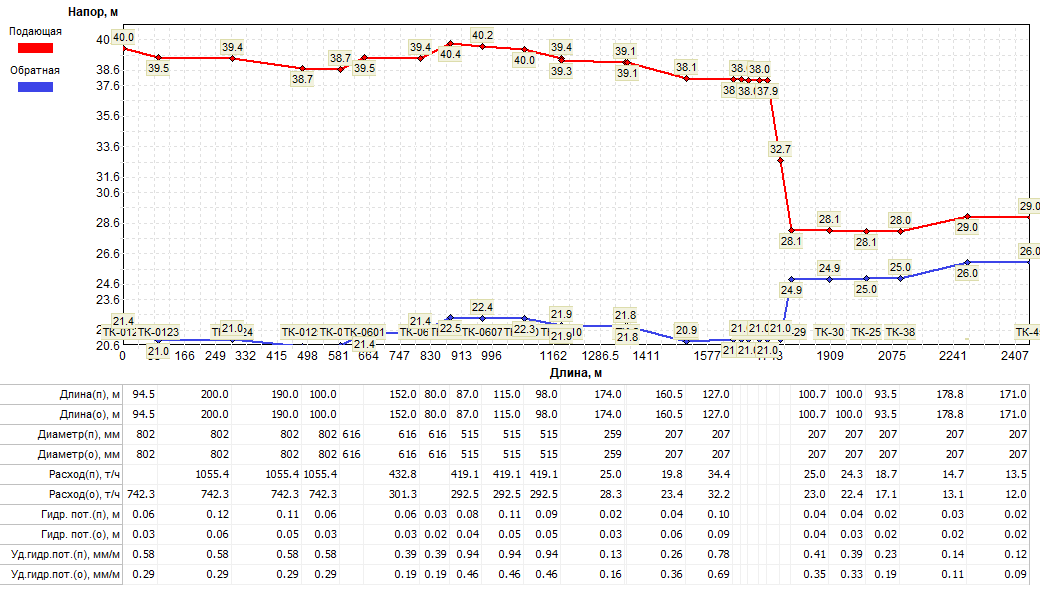 Напор, м
Подающая
Обратная
40.0 39.4 38.7 39.4 40.2 39.4 39.1 38.1 38.0
40 39.5 38.7 39.5 40.4 40.0 39.3 39.1 37.9
38.6
37.6
35.6
33.6 32.7
31.6
30.6
28.6 28.1 28.0 29.0
28.1 28.1 29.0
26.6 26.0
24.9 25.0 26.0
24.6 24.9 25.0
23.6
21.4 21.0 21.4 22.4 21.9 21.8 20.9 21.0
TK-0123 TK-012 TK-0601 22.5 TK-0607 22.3 21.9 21.8 TK-30 TK-25 TK-38
20.6 21.0 21.4 21.0
0 166 249 332 415 498 581 664 747 830 913 996 1162 1286.5 1411 1577 1909 2075 2241 2407
Длина, м
Длина(п), м 94.5 200.0 190.0 100.0 152.0 80.0 87.0 115.0 98.0 174.0 160.5 127.0 100.7 100.0 93.5 178.8 171.0
Длина(о), м 94.5 200.0 190.0 100.0 152.0 80.0 87.0 115.0 98.0 174.0 160.5 127.0 100.7 100.0 93.5 178.8 171.0
Диаметр(п), мм 802 802 802 802 616 616 616 515 515 515 259 207 207 207 207 207 207 207
Диаметр(о), мм 802 802 802 802 616 616 616 515 515 515 259 207 207 207 207 207 207 207
Расход(п), т/ч 1055.4 1055.4 1055.4 432.8 419.1 419.1 419.1 25.0 19.8 34.4 25.0 24.3 18.7 14.7 13.5
Расход(о), т/ч 742.3 742.3 742.3 742.3 301.3 292.5 292.5 292.5 28.3 23.4 32.2 23.0 22.4 17.1 13.1 12.0
Гидр. пот.(п), м 0.06 0.12 0.11 0.06 0.06 0.03 0.08 0.11 0.09 0.02 0.04 0.10 0.04 0.04 0.02 0.03 0.02
Гидр. пот.(о), м 0.03 0.06 0.05 0.03 0.03 0.02 0.04 0.05 0.05 0.03 0.06 0.09 0.04 0.03 0.02 0.02 0.02
Уд.гидр.пот.(п), мм/м 0.58 0.58 0.58 0.58 0.39 0.39 0.94 0.94 0.94 0.13 0.26 0.78 0.41 0.39 0.23 0.14 0.12
Уд.гидр.пот.(о), мм/м 0.29 0.29 0.29 0.29 0.19 0.19 0.46 0.46 0.46 0.16 0.36 0.69 0.35 0.33 0.19 0.11 0.09